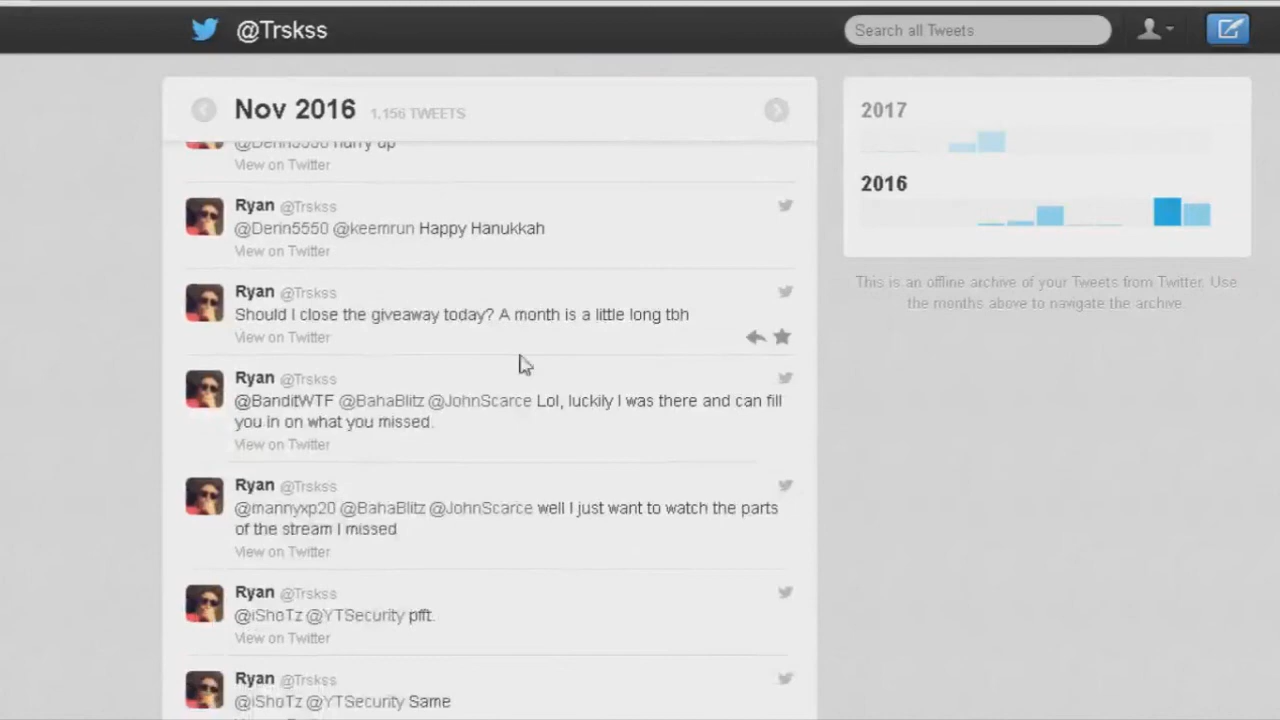 @Trskss
Search all Tweets
Nov 2016 1,156 TWEETS
@Derin5550 hurry up
View on Twitter
Ryan @Trskss
@Derin5550 @keemrun Happy Hanukkah
View on Twitter
Ryan @Trskss
Should I close the giveaway today? A month is a little long tbh
View on Twitter
Ryan @Trskss
@BanditWTF @BahaBlitz @JohnScarce Lol, luckily I was there and can fill
you in on what you missed.
View on Twitter
Ryan @Trskss
@mannyxp20 @BahaBlitz @JohnScarce well I just want to watch the parts
of the stream I missed
View on Twitter
Ryan @Trskss
@iShoTz @YTSecurity pfft.
View on Twitter
Ryan @Trskss
@iShoTz @YTSecurity Same
2017
2016
This is an offline archive of your Tweets from Twitter. Use
the months above to navigate the archive.